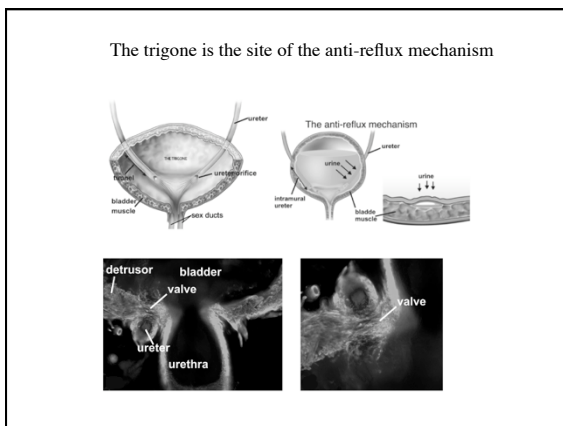 The trigone is the site of the anti-reflux mechanism
ureter
tunnel
ureter orifice
bladder
muscle
sex ducts
The anti-reflux mechanism
ureter
urine
intramural
ureter
bladde
muscle
urine
detrusor
bladder
valve
ureter
urethra
valve